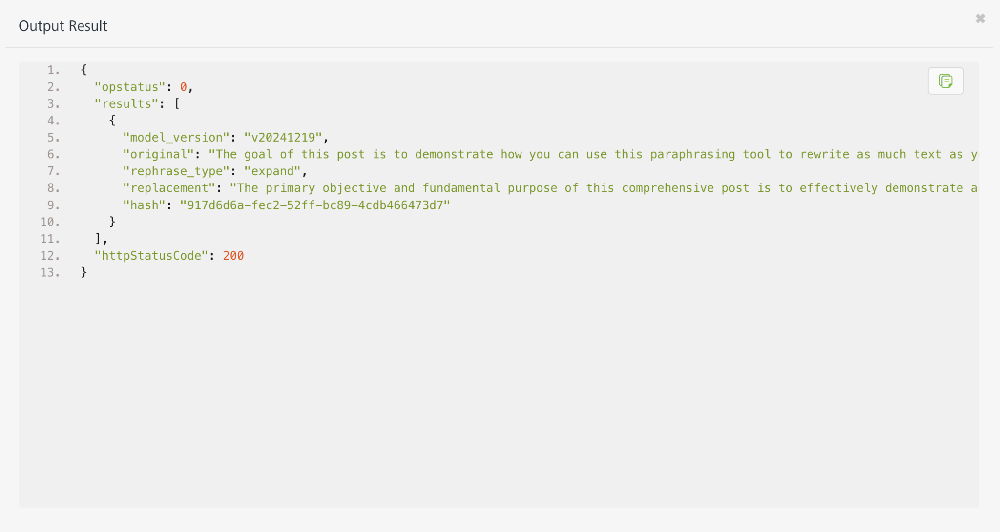 Output Result
1. {
2. "opstatus": 0,
3. "results": [
4. {
5. "model_version": "v20241219",
6. "original": "The goal of this post is to demonstrate how you can use this paraphrasing tool to rewrite as much text as
7. "rephrase_type": "expand",
8. "replacement": "The primary objective and fundamental purpose of this comprehensive post is to effectively demonstrate
9. "hash": "917d6d6a-fec2-52ff-bc89-4cdb466473d7"
10. }
11. ],
12. "httpStatusCode": 200
13. }